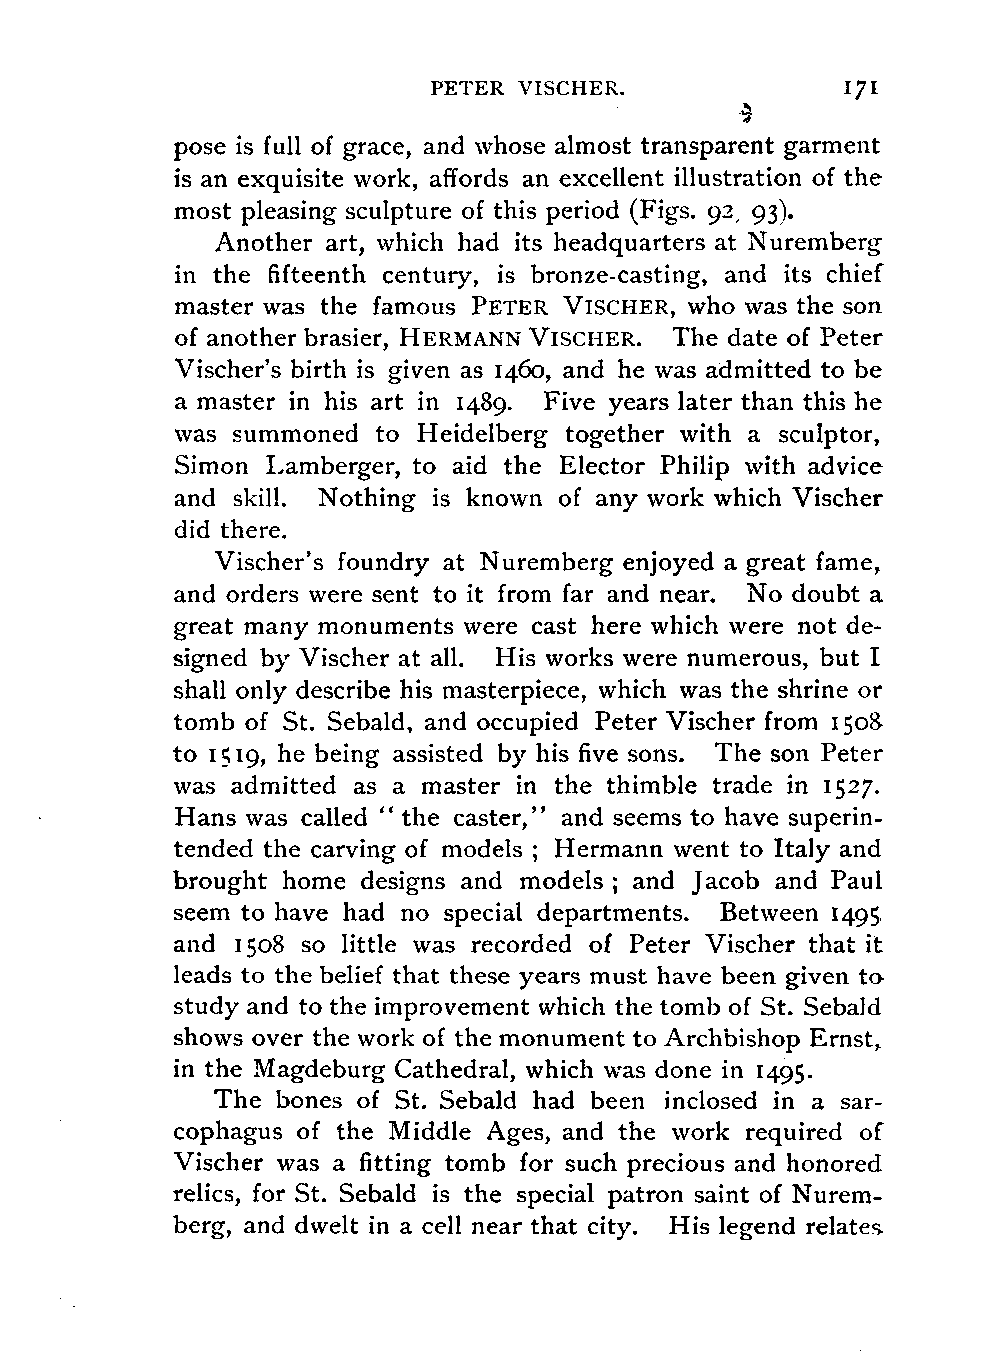 PETER VISCHER. 171
pose is full of grace, and whose almost transparent garment
is an exquisite work, affords an excellent illustration of the
most pleasing sculpture of this period (Figs. 92, 93).
Another art, which had its headquarters at Nuremberg
in the fifteenth century, is bronze-casting, and its chief
master was the famous PETER VISCHER, who was the son
of another brasier, HERMANN VISCHER. The date of Peter
Vischer's birth is given as 1460, and he was admitted to be
a master in his art in 1489. Five years later than this he
was summoned to Heidelberg together with a sculptor,
Simon Lamberger, to aid the Elector Philip with advice
and skill. Nothing is known of any work which Vischer
did there.
Vischer's foundry at Nuremberg enjoyed a great fame,
and orders were sent to it from far and near. No doubt a
great many monuments were cast here which were not de-
signed by Vischer at all. His works were numerous, but I
shall only describe his masterpiece, which was the shrine or
tomb of St. Sebald, and occupied Peter Vischer from 1508
to 1519, he being assisted by his five sons. The son Peter
was admitted as a master in the thimble trade in 1527.
Hans was called "the caster," and seems to have superin-
tended the carving of models ; Hermann went to Italy and
brought home designs and models ; and Jacob and Paul
seem to have had no special departments. Between 1495
and 1508 so little was recorded of Peter Vischer that it
leads to the belief that these years must have been given to
study and to the improvement which the tomb of St. Sebald
shows over the work of the monument to Archbishop Ernst,
in the Magdeburg Cathedral, which was done in 1495.
The bones of St. Sebald had been inclosed in a sar-
cophagus of the Middle Ages, and the work required of
Vischer was a fitting tomb for such precious and honored
relics, for St. Sebald is the special patron saint of Nurem-
berg, and dwelt in a cell near that city. His legend relates